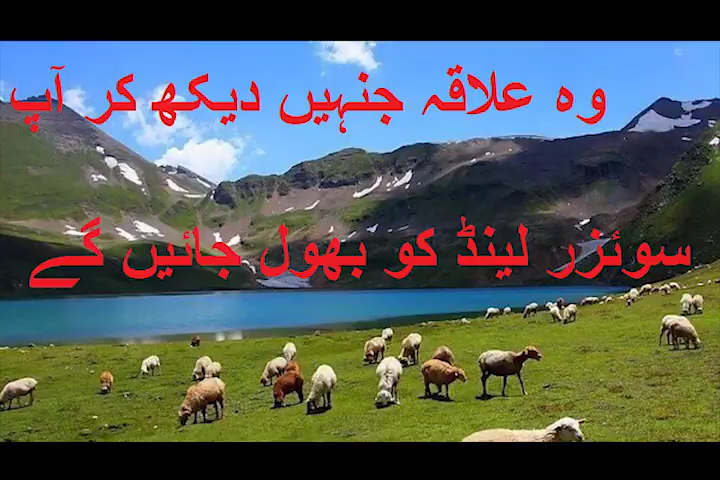 وہ علاقہ جنہیں دیکھ کر آپ
سوئزر لینڈ کو بھول جائیں گے